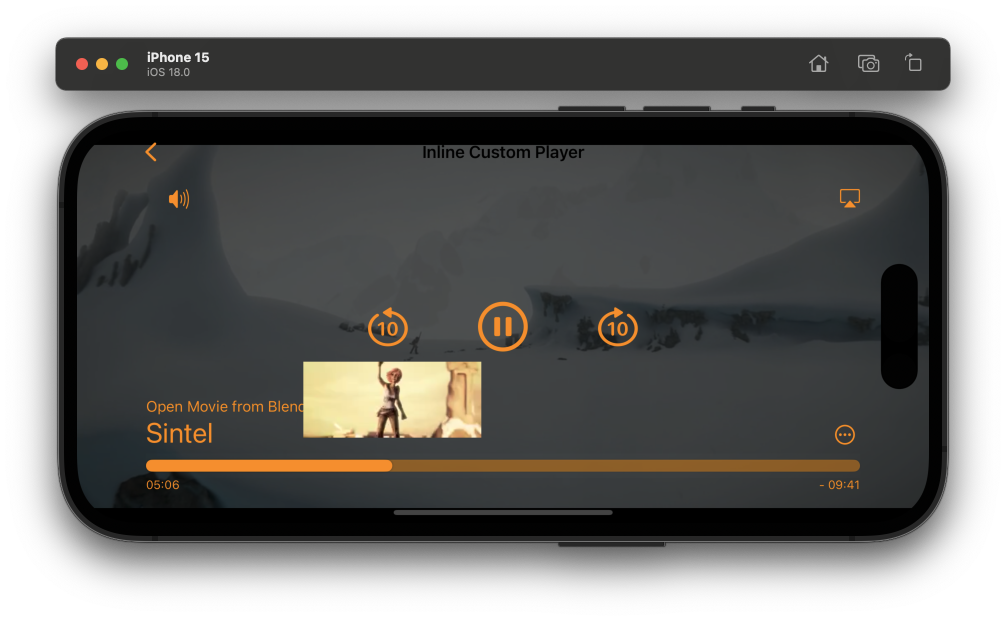 iPhone 15
iOS 18.0
Inline Custom Player
10
10
Open Movie from Blend
Sintel
05:06
- 09:41